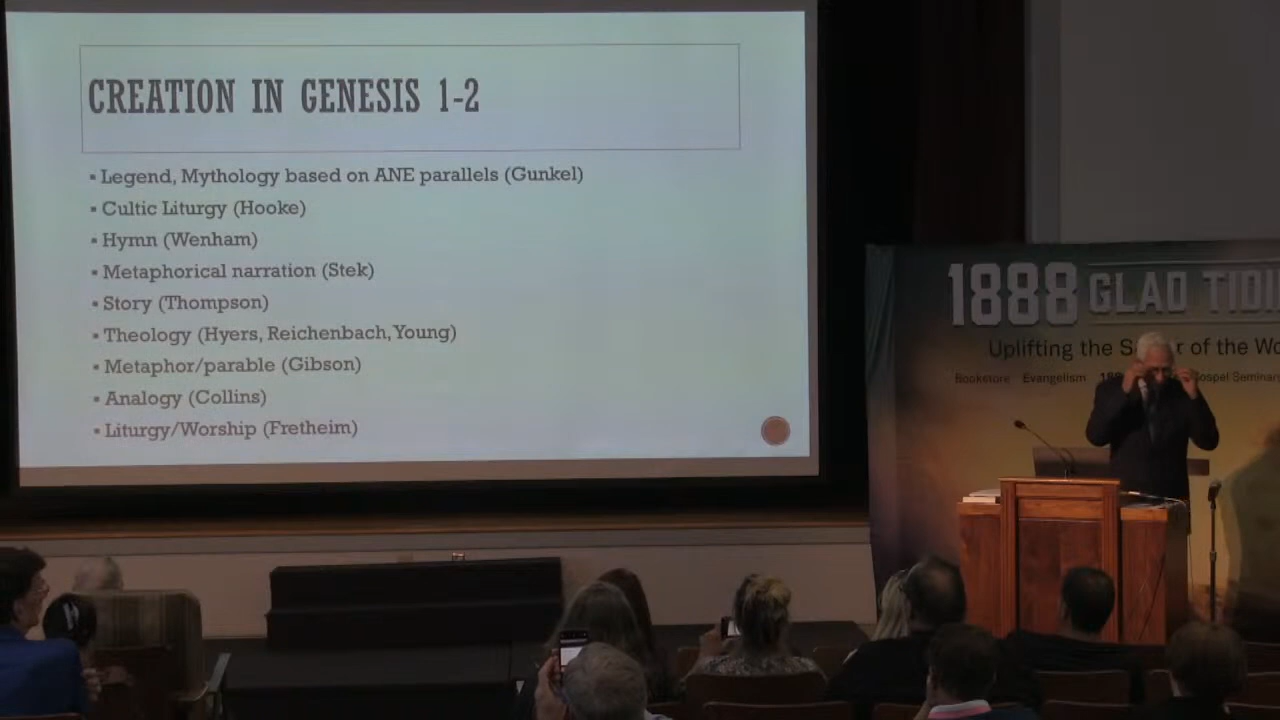 CREATION IN GENESIS 1-2
▪ Legend, Mythology based on ANE parallels (Gunkel)
▪ Cultic Liturgy (Hooke)
▪ Hymn (Wenham)
▪ Metaphorical narration (Stek)
▪ Story (Thompson)
▪ Theology (Hyers, Reichenbach, Young)
▪ Metaphor/parable (Gibson)
▪ Analogy (Collins)
▪ Liturgy/Worship (Fretheim)
1888 GLAD
Uplifting the of the
Bookstore Evangelism Gospel